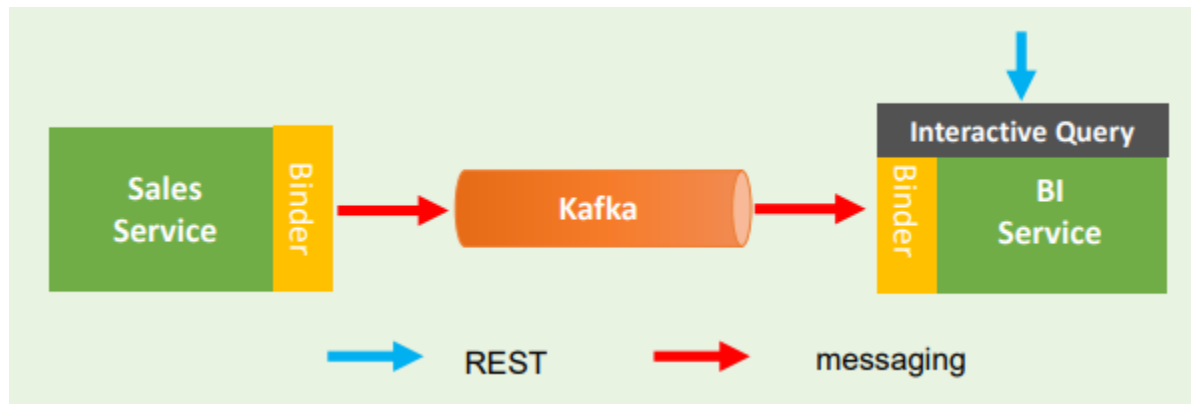 Interactive Query
Sales
Service
Binder
Kafka
Binder
BI
Service
REST
messaging